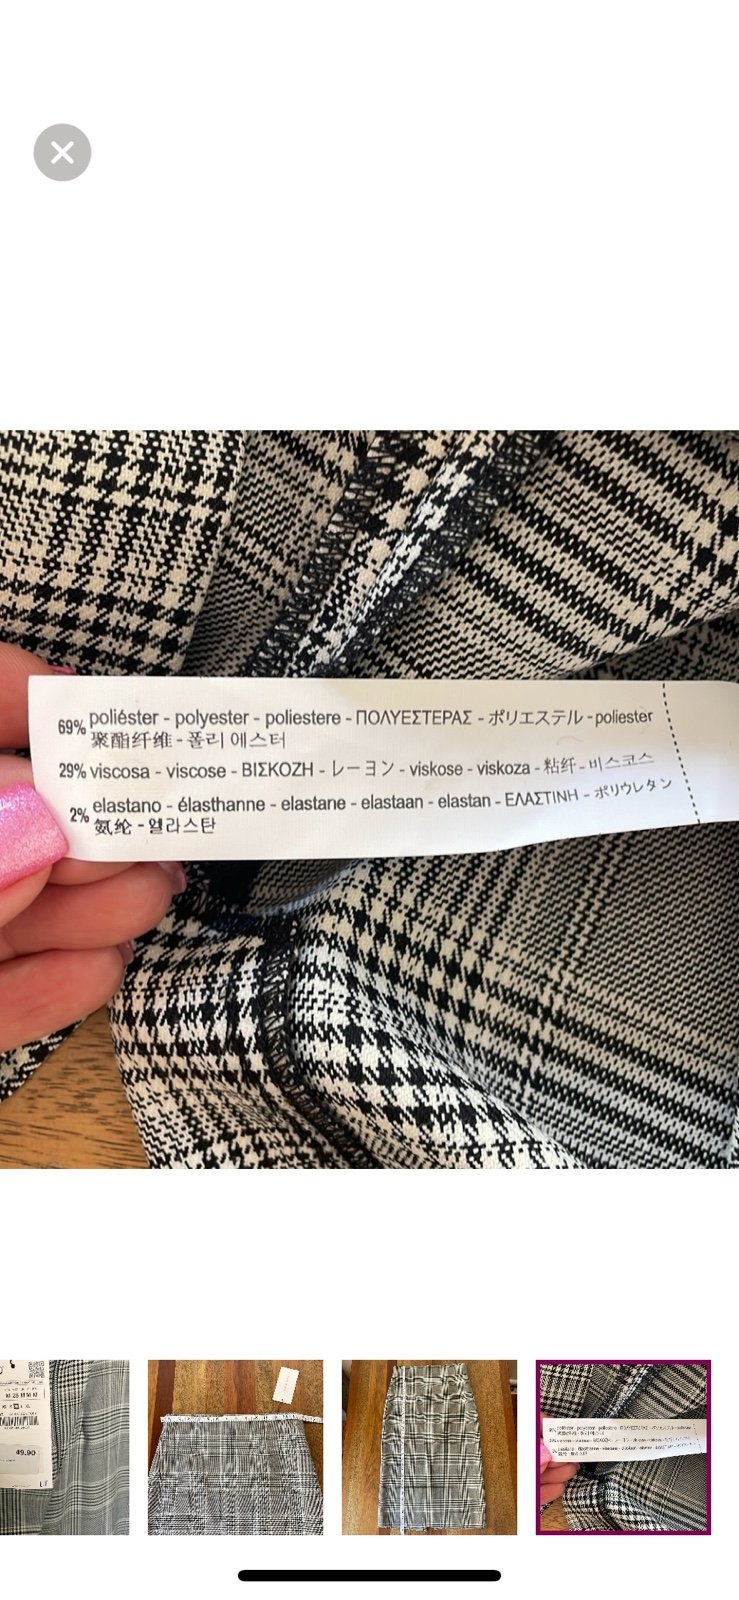 69% poliéster - polyester - poliestere - ΠΟΛΥΕΣΤΕΡΑΣ - ポリエステル - poliester
聚酯纤维 - 폴리 에스터
29% viscosa - viscose - ΒΙΣΚΟΖΗ - レーヨン - viskose - viskoza - 粘纤 - 비스코스
2% elastano - élasthanne - elastane - elastaan - elastan - ΕΛΑΣΤΙΝΗ - ポリウレタン
氨纶 - 엘라스탄
49.90